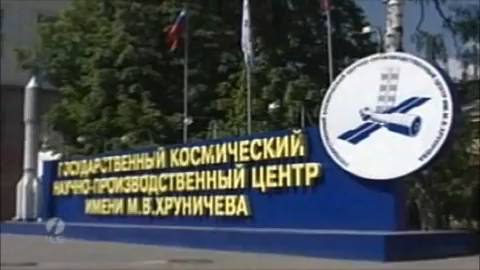 ГОСУДАРСТВЕННЫЙ КОСМИЧЕСКИЙ
НАУЧНО-ПРОИЗВОДСТВЕННЫЙ ЦЕНТР
ИМЕНИ М.В.ХРУНИЧЕВА